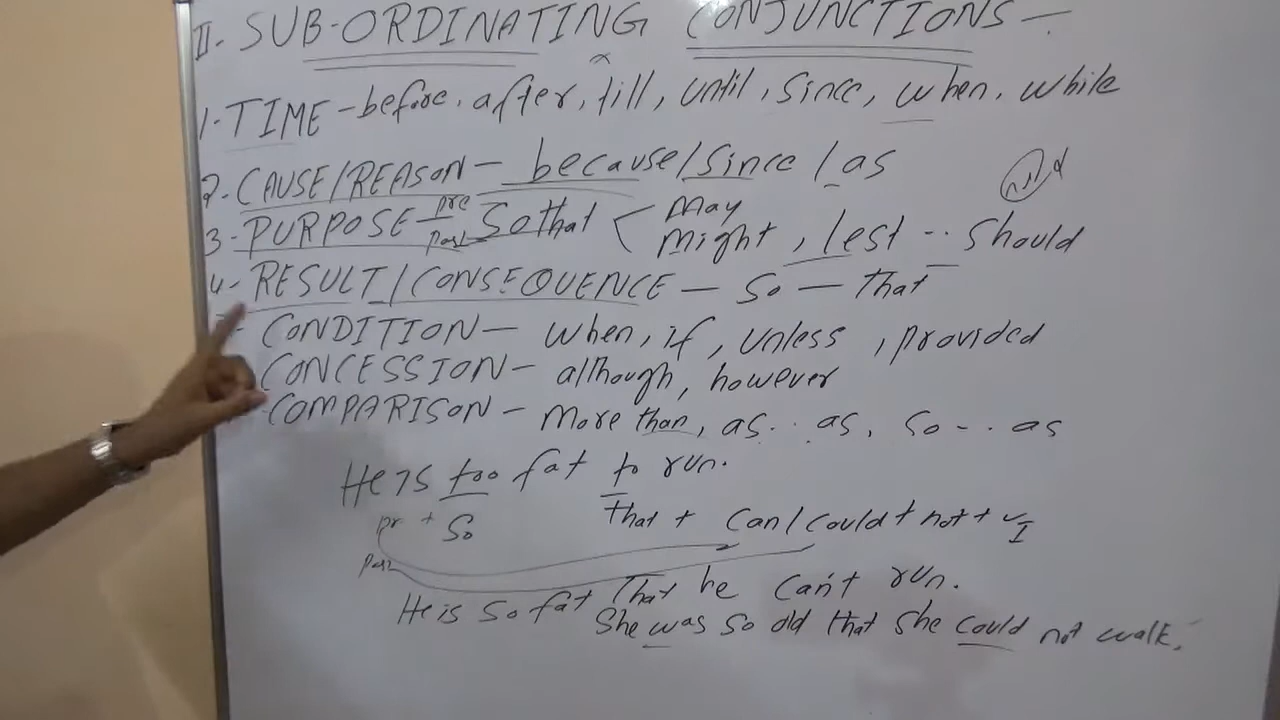 II. SUB-ORDINATING CONJUNCTIONS -
1. TIME - before, after, till, until, since, when, while
2. CAUSE/REASON - because/since/as
3. PURPOSE - pre past So that < may might, lest -- should
4. RESULT/CONSEQUENCE - So - that
CONDITION - when, if, unless, provided
CONCESSION - although, however
COMPARISON - more than, as .. as, so -- as
He is too fat to run.
pr + So that + can/could + not + VI
past
He is so fat that he can't run.
She was so old that she could not walk.